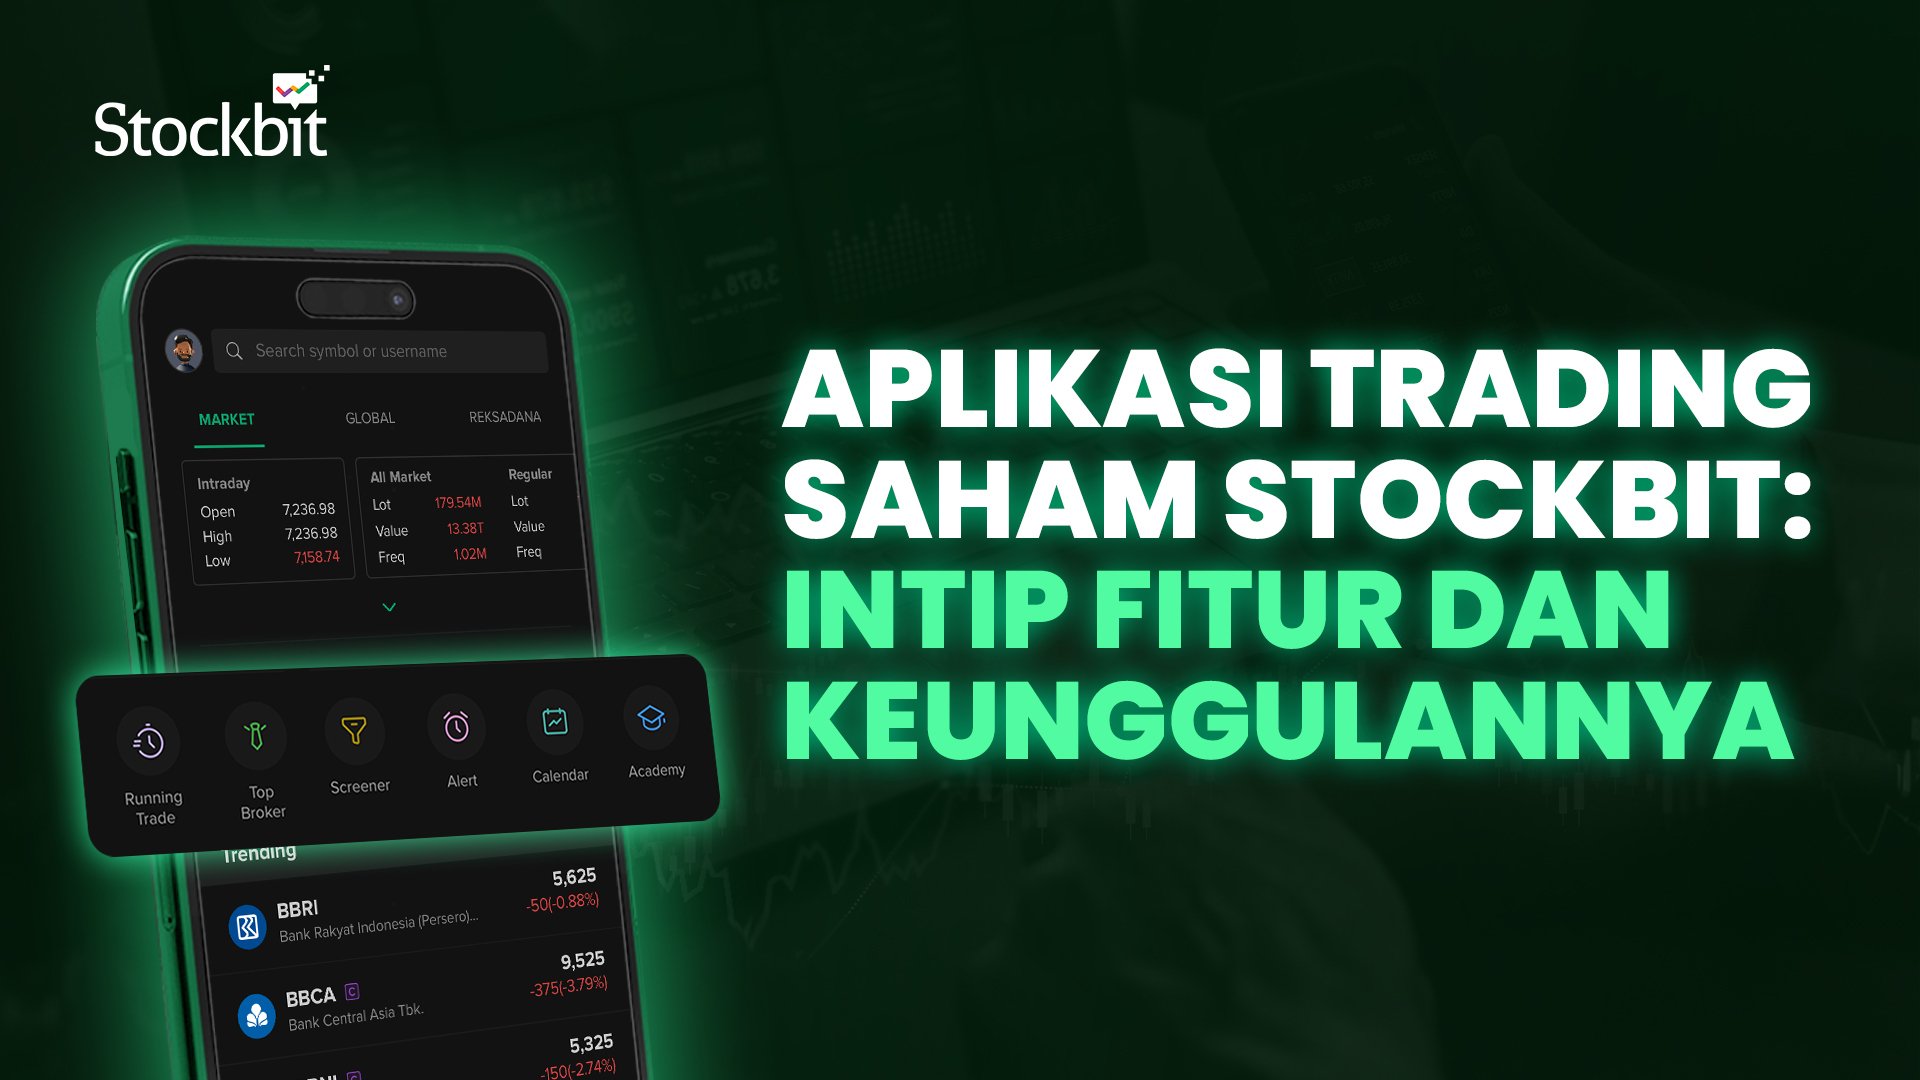 Stockbit
APLIKASI TRADING
SAHAM STOCKBIT:
INTIP FITUR DAN
KEUNGGULANNYA
Search symbol or username
MARKET GLOBAL REKSADANA
Intraday
Open 7,236.98
High 7,236.98
Low 7,158.74
All Market Regular
Lot 179.54M Lot
Value 13.38T Value
Freq 1.02M Freq
Running
Trade
Top
Broker
Screener
Alert
Calendar
Academy
Trending
BBRI 5,625
Bank Rakyat Indonesia (Persero)... -50(-0.88%)
BBCA C 9,525
Bank Central Asia Tbk. -375(-3.79%)
5,325
-150(-2.74%)